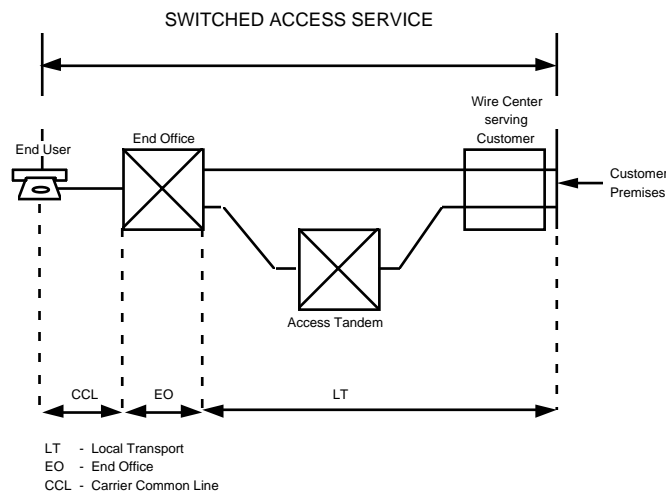 SWITCHED ACCESS SERVICE
Wire Center
serving
Customer
End User
End Office
Customer
Premises
Access Tandem
CCL
EO
LT
LT - Local Transport
EO - End Office
CCL - Carrier Common Line